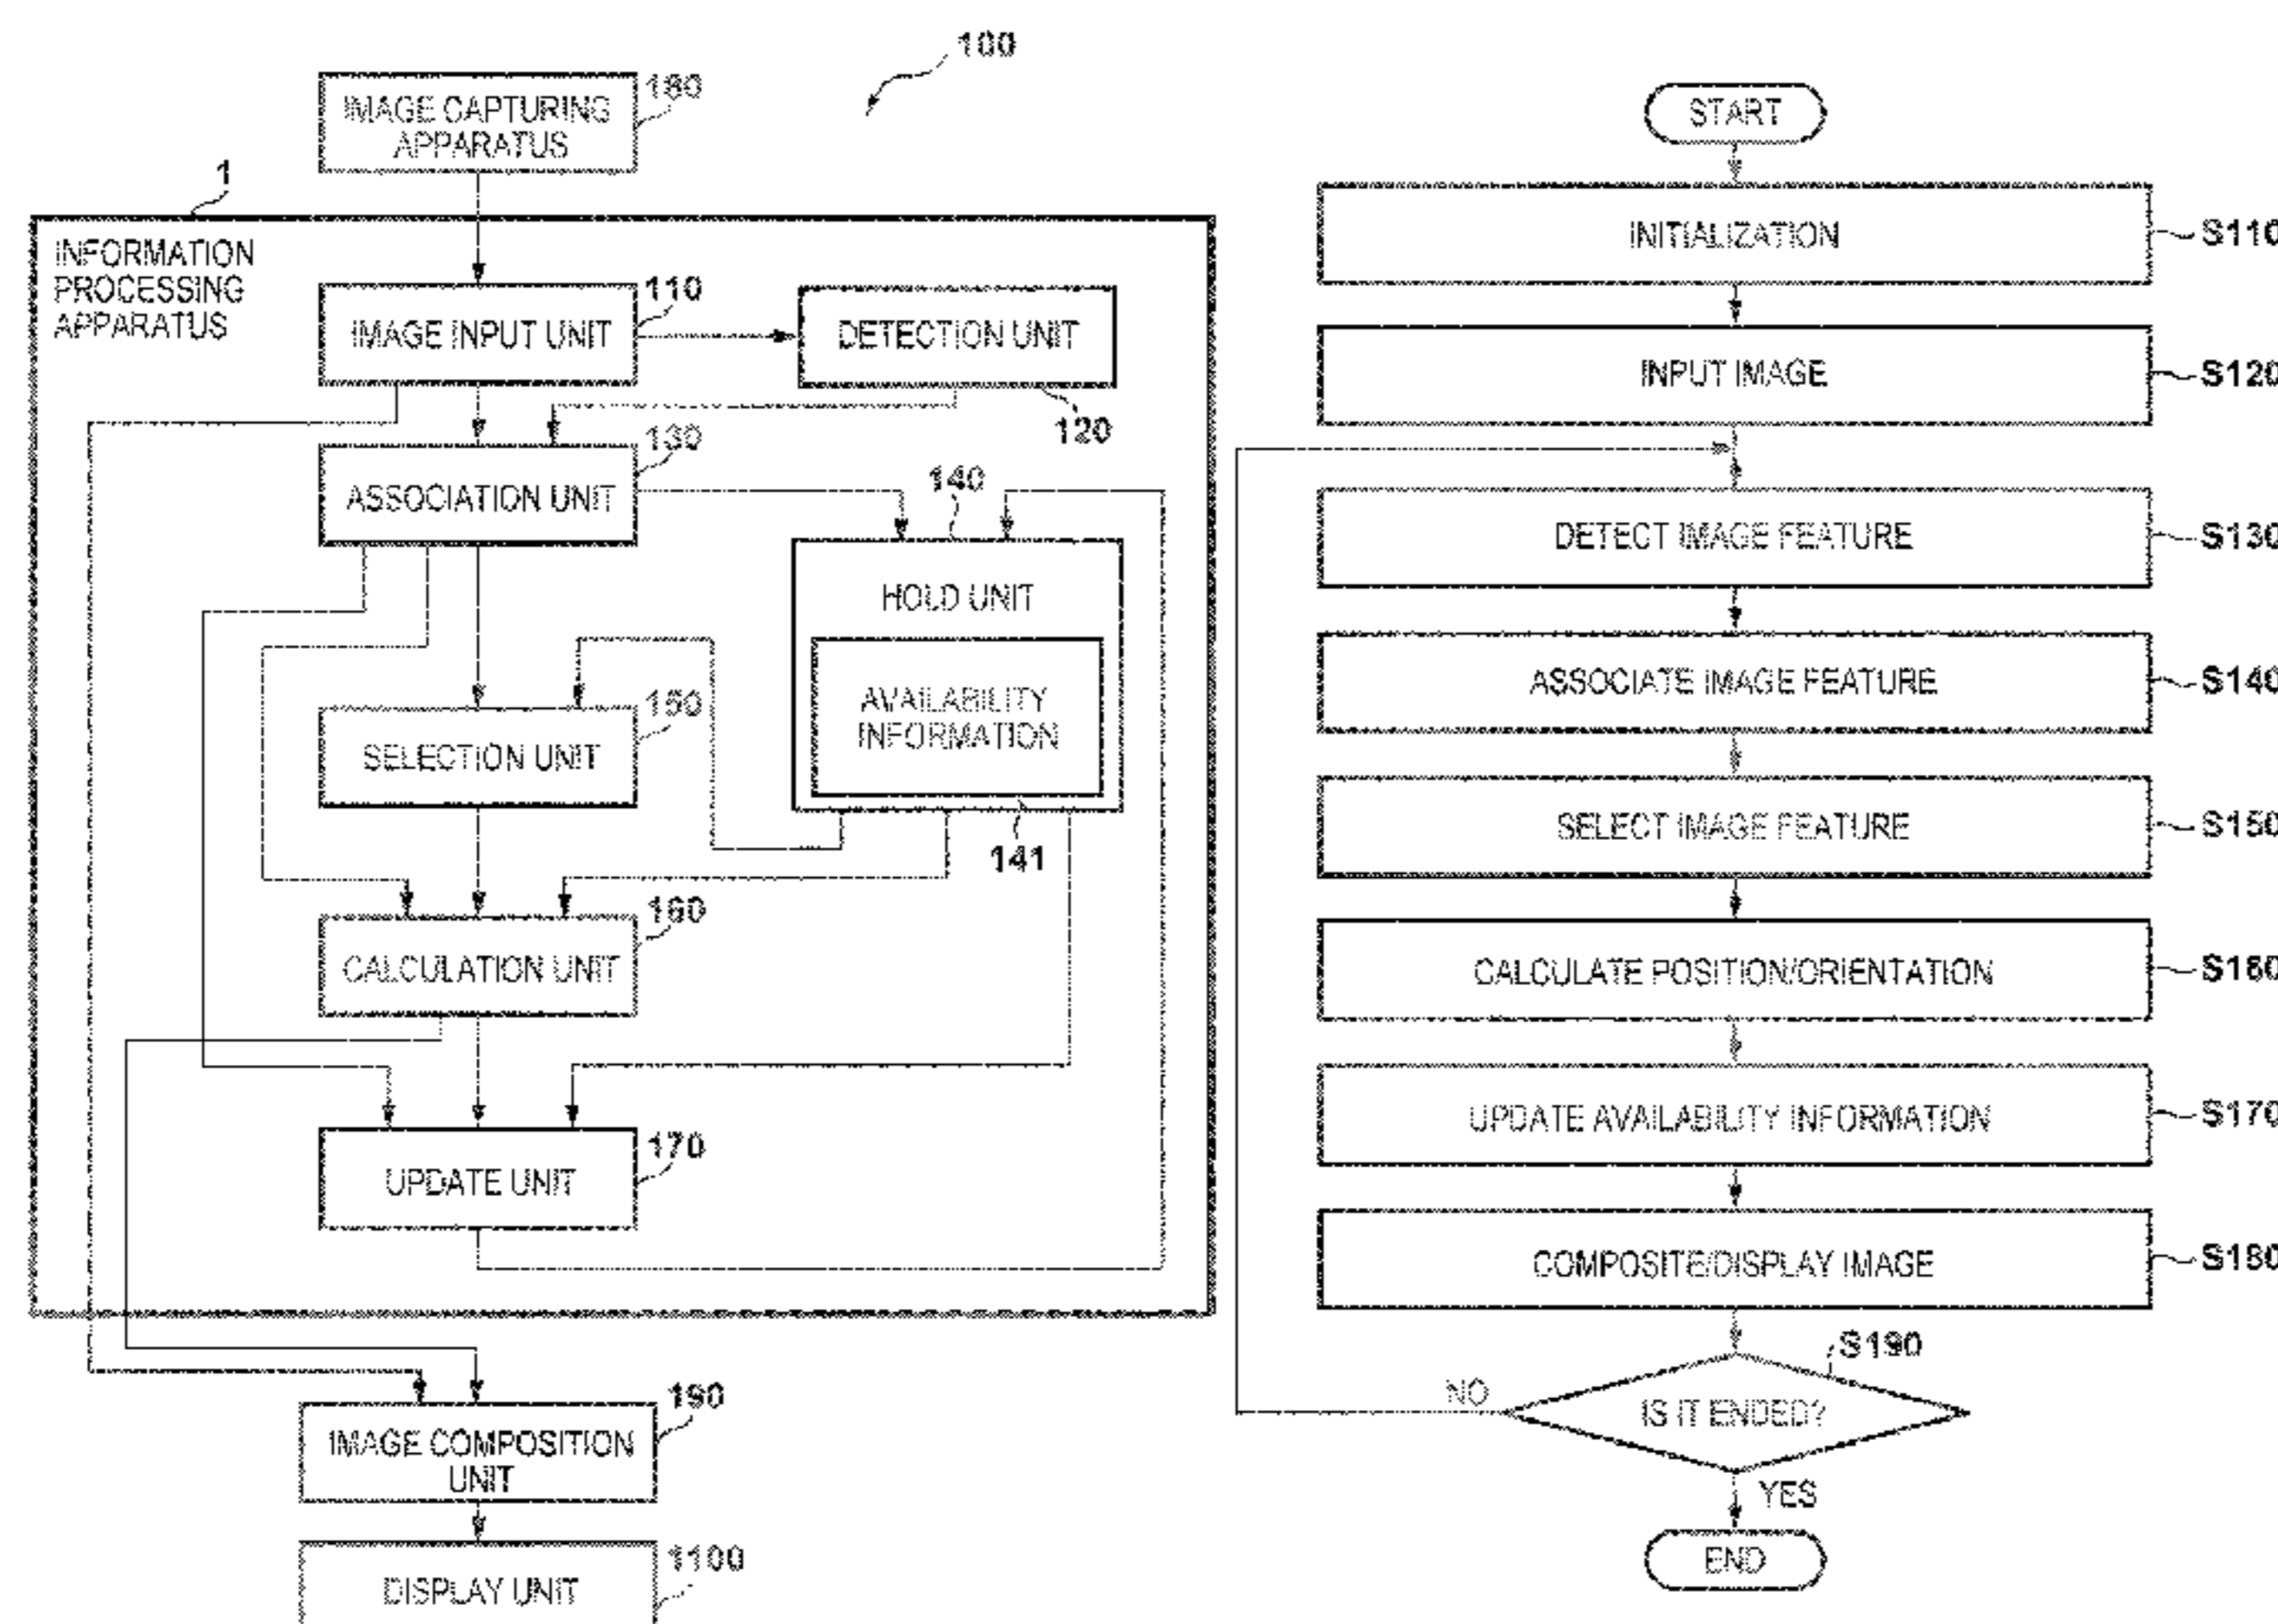 100
IMAGE CAPTURING
APPARATUS
180
1
INFORMATION
PROCESSING
APPARATUS
IMAGE INPUT UNIT
110
DETECTION UNIT
120
ASSOCIATION UNIT
130
140
HOLD UNIT
AVAILABILITY
INFORMATION
141
SELECTION UNIT
150
CALCULATION UNIT
160
UPDATE UNIT
170
IMAGE COMPOSITION
UNIT
190
DISPLAY UNIT
1100
START
INITIALIZATION
S110
INPUT IMAGE
S120
DETECT IMAGE FEATURE
S130
ASSOCIATE IMAGE FEATURE
S140
SELECT IMAGE FEATURE
S150
CALCULATE POSITION/ORIENTATION
S160
UPDATE AVAILABILITY INFORMATION
S170
COMPOSITE/DISPLAY IMAGE
S180
S190
NO
IS IT ENDED?
YES
END